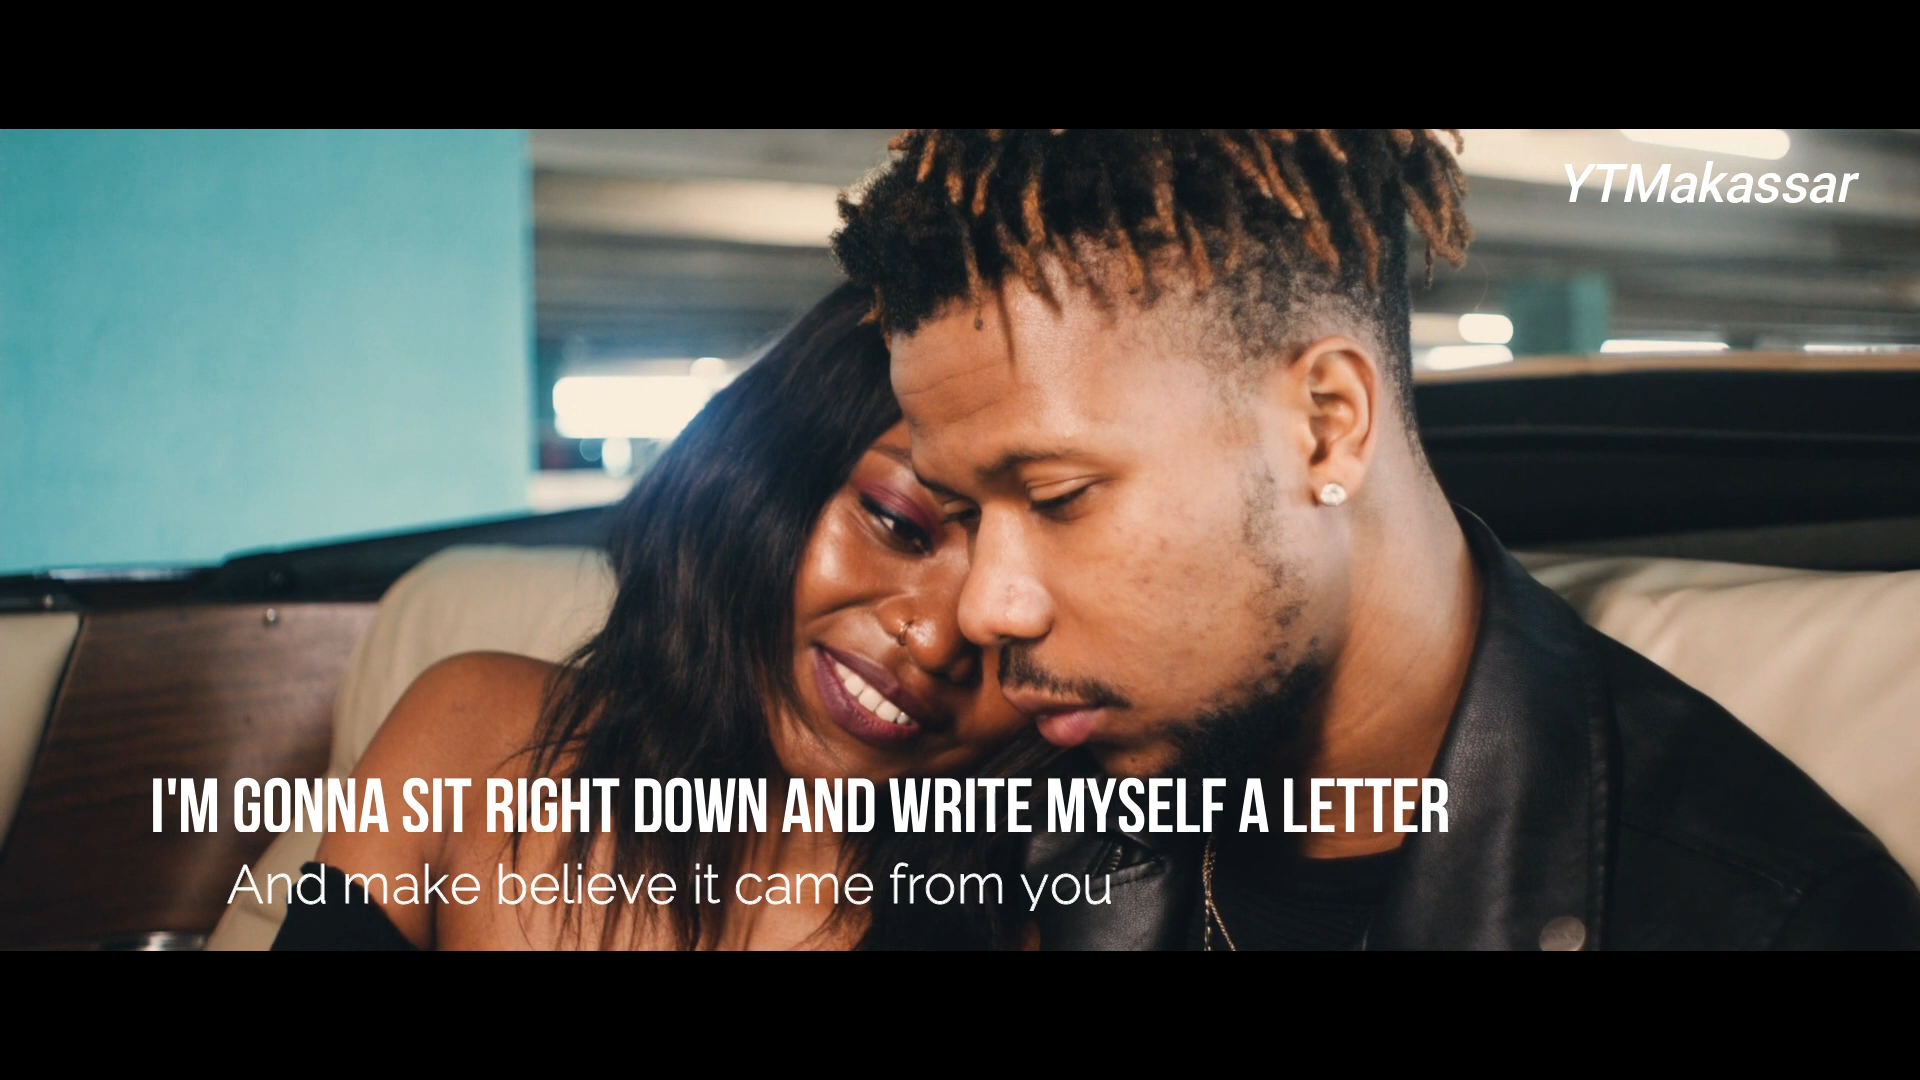 YTMakassar
I'M GONNA SIT RIGHT DOWN AND WRITE MYSELF A LETTER
And make believe it came from you